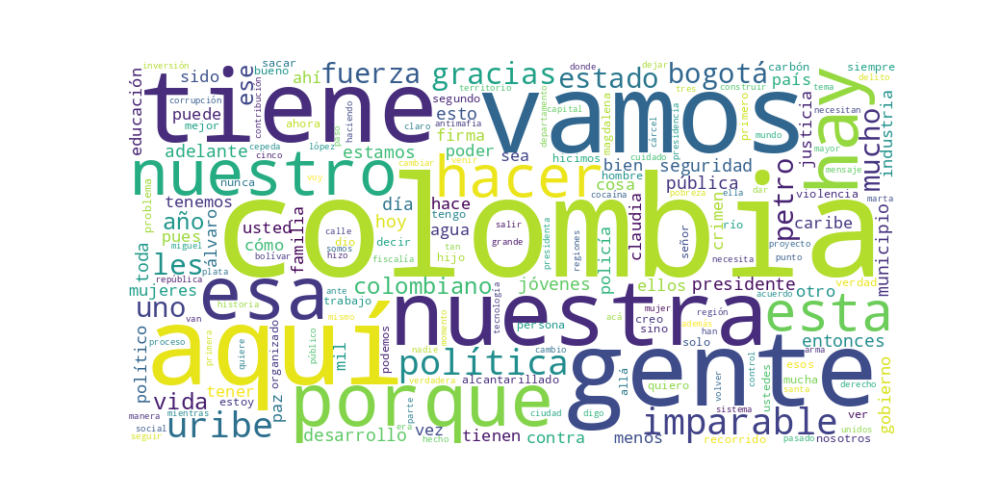 inversión
sacar
bueno
ahí
fuerza
gracias
estado
bogotá
donde
dejar
carbón
siempre
delito
educación
sido
ese
contribución
tiene
vamos
hay
país
territorio
segundo
tres
construir
tema
necesitan
corrupción
puede
mejor
ahora
haciendo
paso
claro
antimafia
esto
firma
capital
departamento
magdalena
cárcel
presidencia
primero
mundo
justicia
mucho
industria
adelante
cepeda
cinco
lópez
estamos
poder
venir
sea
hicimos
bien
seguridad
cuidado
mayor
mensaje
nuestro
nunca
voy
cambiar
hacer
hombre
cosa
pública
cocaína
pobreza
ella
dar
petro
violencia
marta
problema
tenemos
año
pues
usted
familia
hace
día
hoy
tengo
agua
salir
grande
colombia
claudia
señor
crimen
río
proyecto
punto
caribe
municipio
toda
les
miguel
plata
álvaro
cómo
bolívar
calle
somos
hizo
dio
fiscalía
decir
tan
hijo
presidenta
regiones
policía
necesita
verdad
mujeres
república
uno
esa
historia
ante
trabajo
colombiano
tecnología
jóvenes
ellos
presidente
acuerdo
otro
político
van
proceso
aquí
primera
quiere
organizado
público
mismo
mil
podemos
nadie
momento
nuestra
acá
mujer
persona
creo
sino
además
región
han
solo
esta
entonces
gobierno
vida
tener
estoy
paz
porque
política
verdadera
cambio
alcantarillado
gente
allá
quiero
ustedes
control
volver
mucha
arma
esos
santa
derecho
manera
mientras
social
seguir
uribe
desarrollo
parte
era
hecho
vez
tienen
ciudad
contra
digo
menos
imparable
sistema
recorrido
pasado
unidos
ver
nosotros